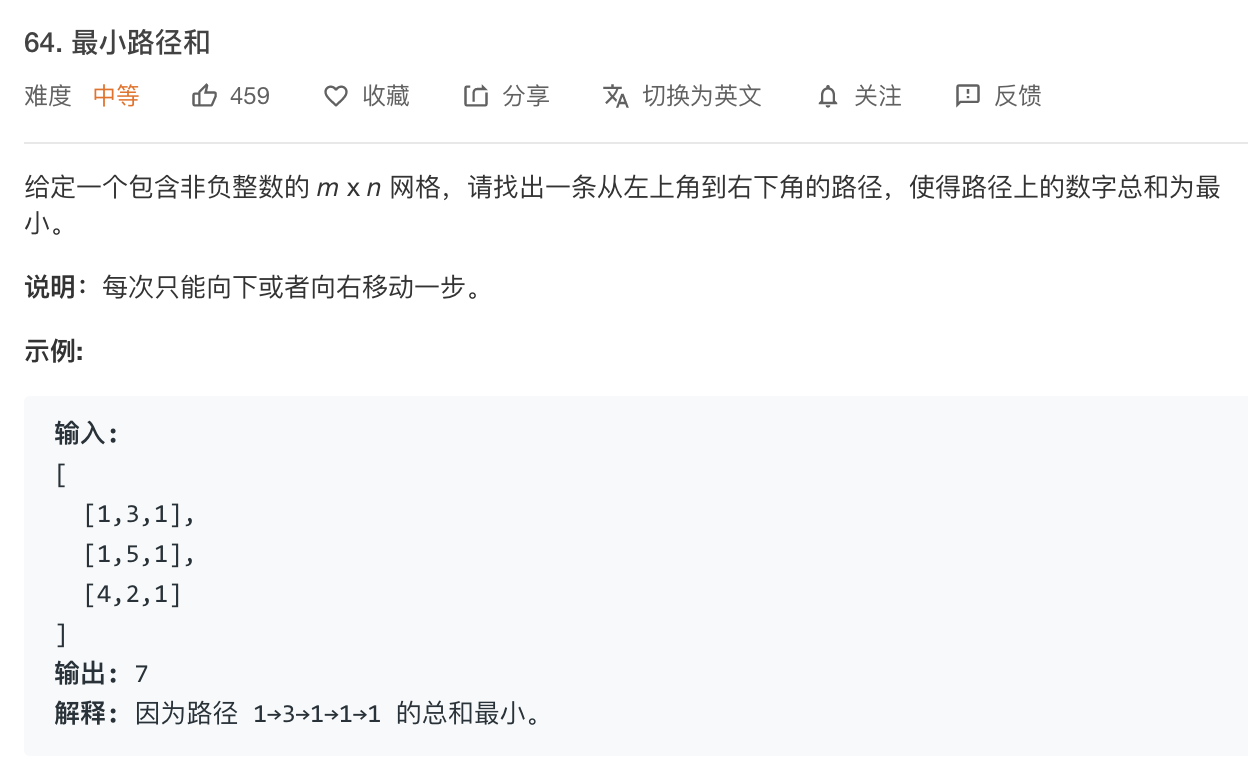 64. 最小路径和
难度 中等 459 收藏 分享 切换为英文 关注 反馈
给定一个包含非负整数的 m x n 网格，请找出一条从左上角到右下角的路径，使得路径上的数字总和为最
小。
说明：每次只能向下或者向右移动一步。
示例:
输入:
[
  [1,3,1],
  [1,5,1],
  [4,2,1]
]
输出: 7
解释: 因为路径 1→3→1→1→1 的总和最小。